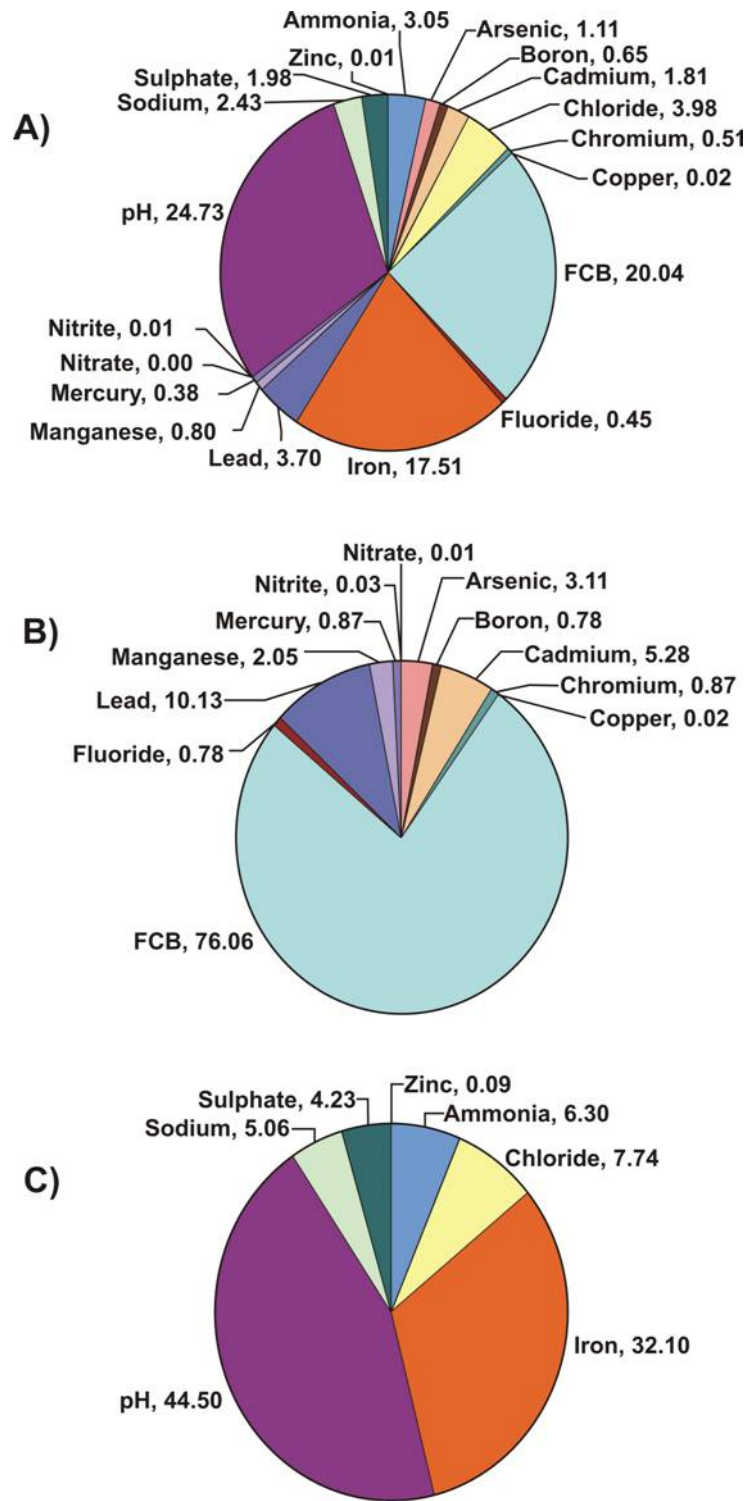 A)
Ammonia, 3.05
Arsenic, 1.11
Zinc, 0.01
Boron, 0.65
Sulphate, 1.98
Cadmium, 1.81
Sodium, 2.43
Chloride, 3.98
Chromium, 0.51
Copper, 0.02
pH, 24.73
FCB, 20.04
Nitrite, 0.01
Nitrate, 0.00
Mercury, 0.38
Fluoride, 0.45
Manganese, 0.80
Lead, 3.70
Iron, 17.51
B)
Nitrate, 0.01
Nitrite, 0.03
Arsenic, 3.11
Mercury, 0.87
Boron, 0.78
Manganese, 2.05
Cadmium, 5.28
Lead, 10.13
Chromium, 0.87
Copper, 0.02
Fluoride, 0.78
FCB, 76.06
C)
Zinc, 0.09
Sulphate, 4.23
Ammonia, 6.30
Sodium, 5.06
Chloride, 7.74
Iron, 32.10
pH, 44.50